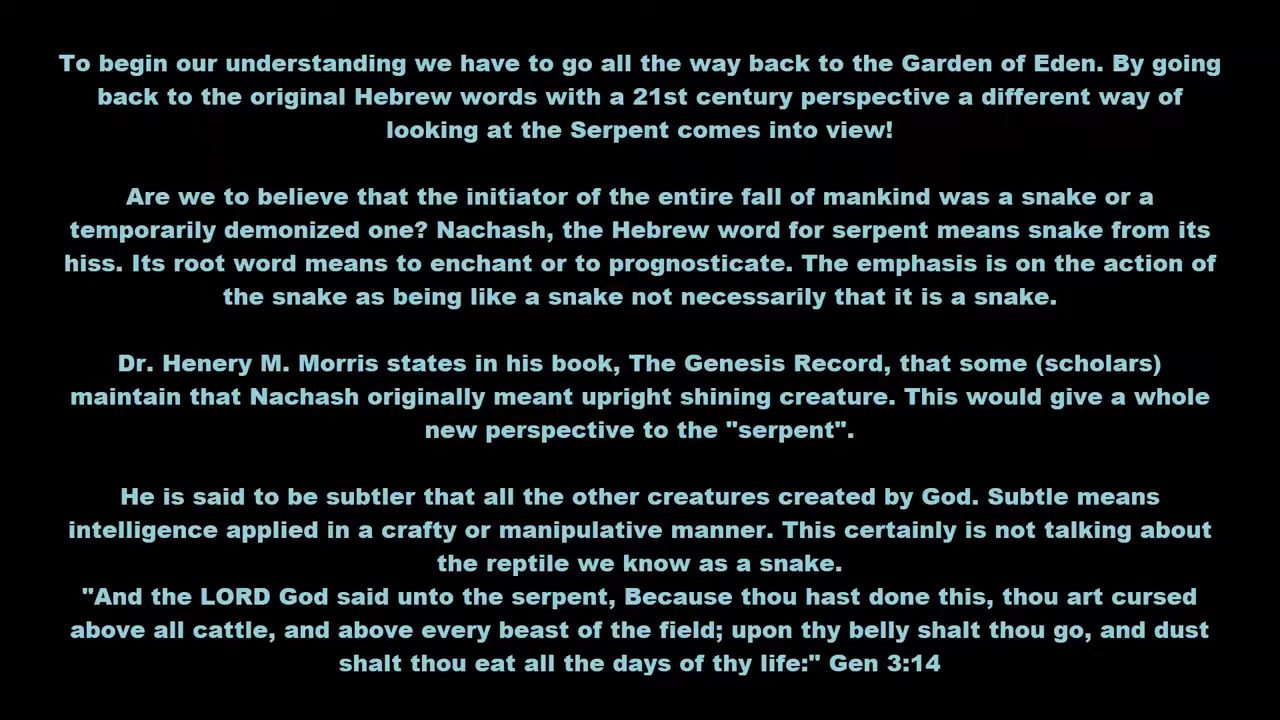 To begin our understanding we have to go all the way back to the Garden of Eden. By going
back to the original Hebrew words with a 21st century perspective a different way of
looking at the Serpent comes into view!
Are we to believe that the initiator of the entire fall of mankind was a snake or a
temporarily demonized one? Nachash, the Hebrew word for serpent means snake from its
hiss. Its root word means to enchant or to prognosticate. The emphasis is on the action of
the snake as being like a snake not necessarily that it is a snake.
Dr. Henery M. Morris states in his book, The Genesis Record, that some (scholars)
maintain that Nachash originally meant upright shining creature. This would give a whole
new perspective to the "serpent".
He is said to be subtler that all the other creatures created by God. Subtle means
intelligence applied in a crafty or manipulative manner. This certainly is not talking about
the reptile we know as a snake.
"And the LORD God said unto the serpent, Because thou hast done this, thou art cursed
above all cattle, and above every beast of the field; upon thy belly shalt thou go, and dust
shalt thou eat all the days of thy life:" Gen 3:14